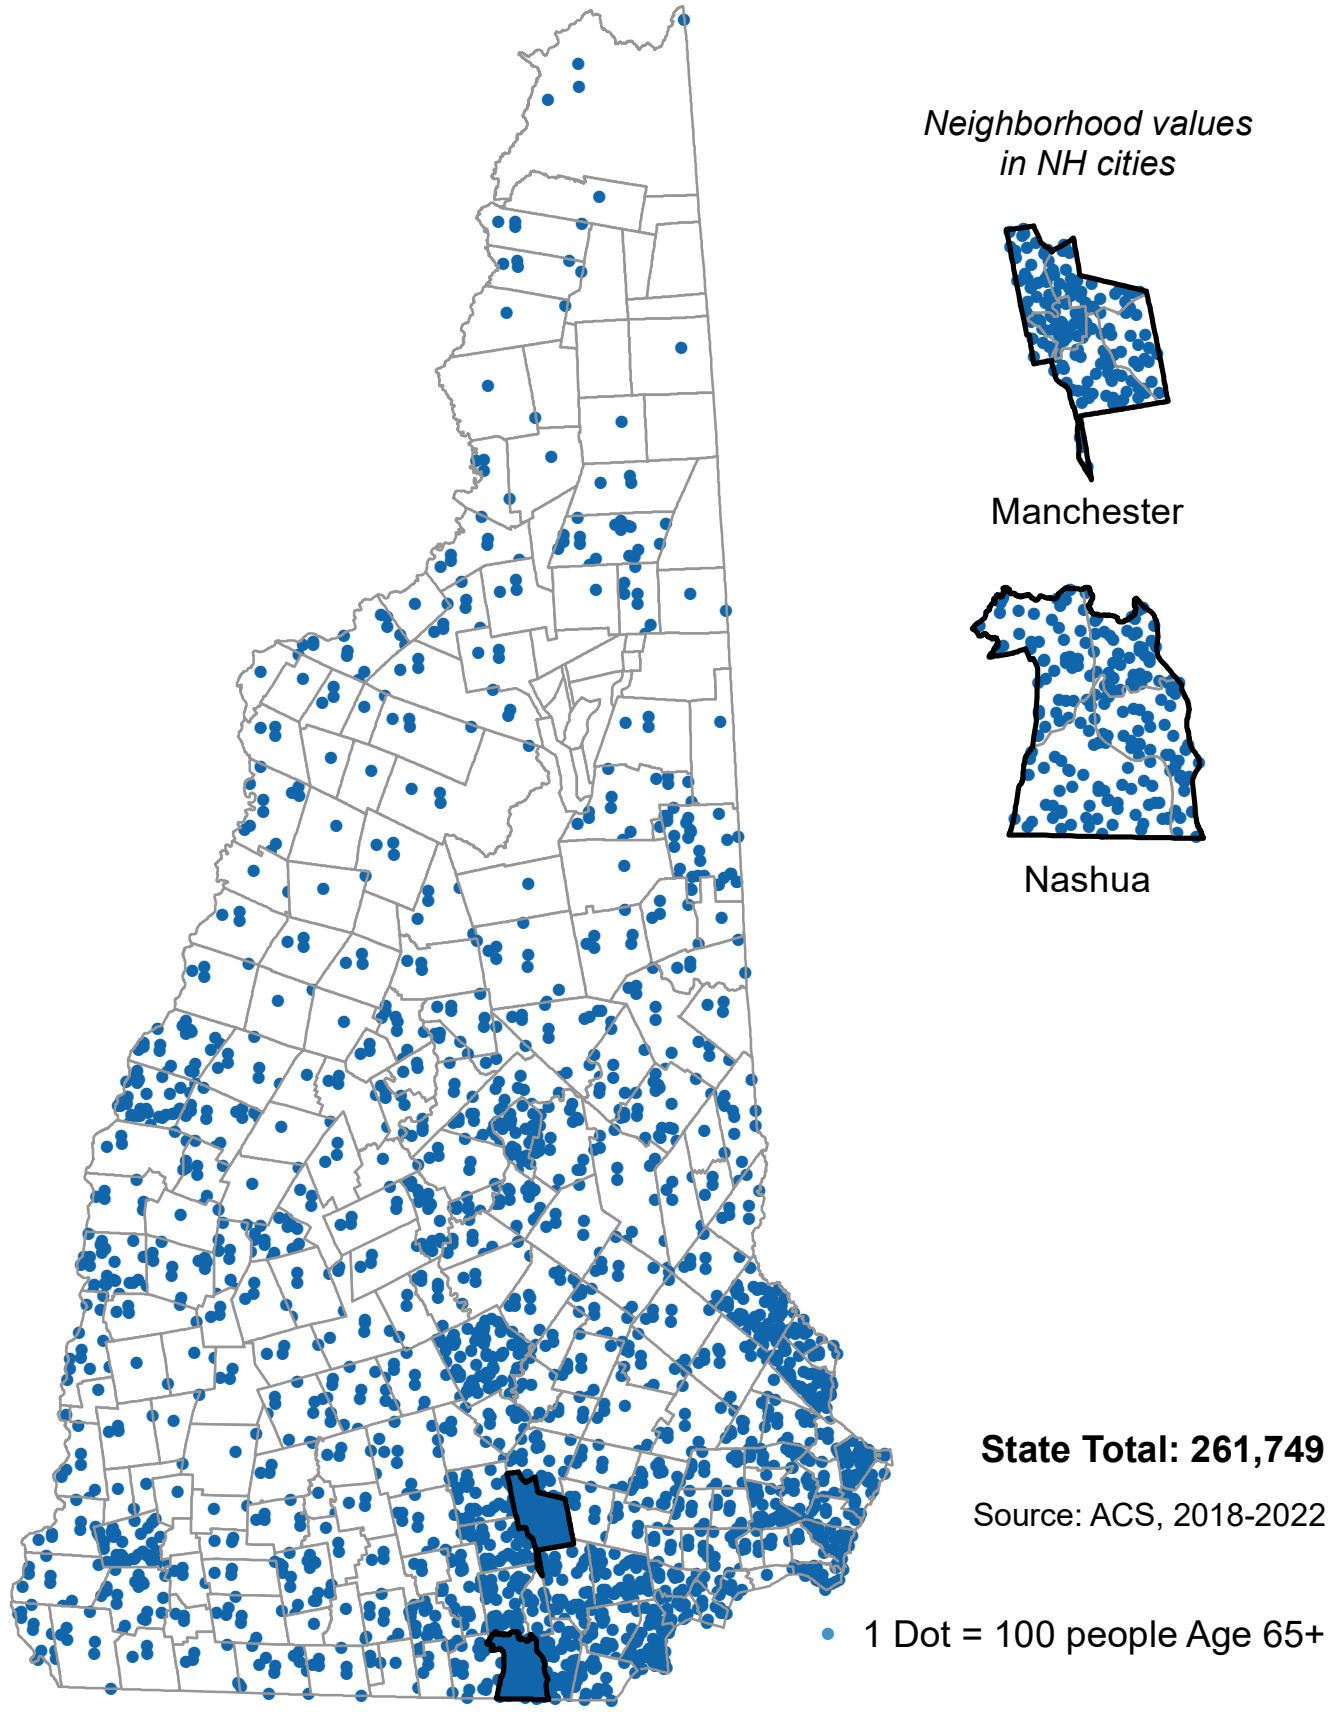 Neighborhood values
in NH cities
Manchester
Nashua
State Total: 261,749
Source: ACS, 2018-2022
1 Dot = 100 people Age 65+